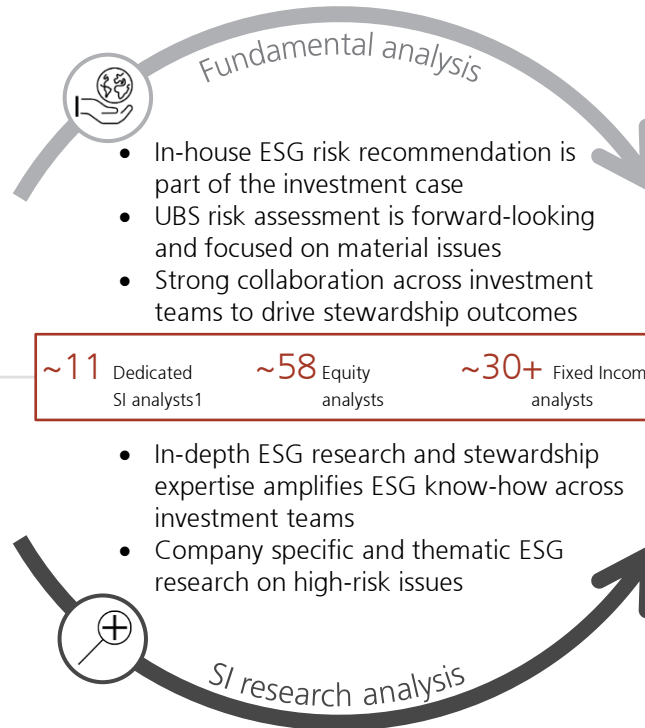 Fundamental analysis
• In-house ESG risk recommendation is
part of the investment case
• UBS risk assessment is forward-looking
and focused on material issues
• Strong collaboration across investment
teams to drive stewardship outcomes
~11 Dedicated
SI analysts1
~58 Equity
analysts
~30+ Fixed Incom
analysts
• In-depth ESG research and stewardship
expertise amplifies ESG know-how across
investment teams
• Company specific and thematic ESG
research on high-risk issues
SI research analysis